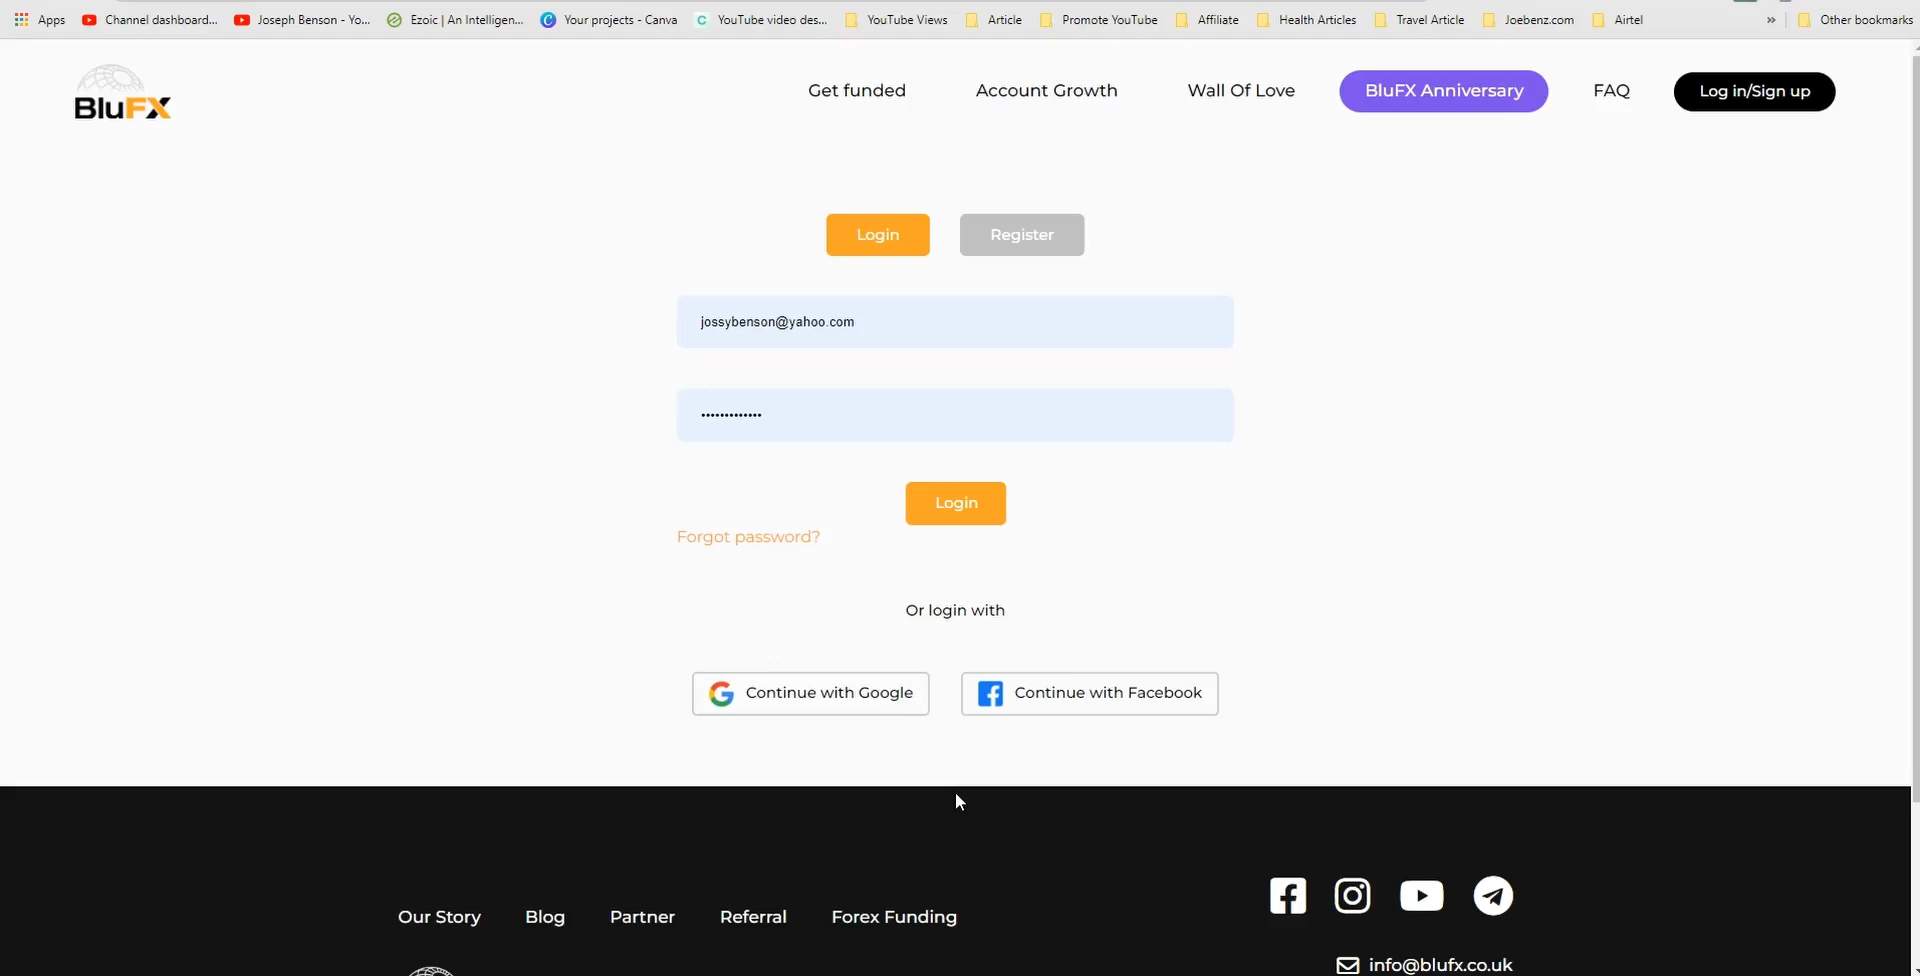 Apps Channel dashboard... Joseph Benson - Yo... Ezoic | An Intelligen... Your projects - Canva YouTube video des... YouTube Views Article Promote YouTube Affiliate Health Articles Travel Article Joebenz.com Airtel » Other bookmarks
BluFX Get funded Account Growth Wall Of Love BluFX Anniversary FAQ Log in/Sign up
Login Register
jossybenson@yahoo.com
•••••••••••••
Login
Forgot password?
Or login with
Continue with Google Continue with Facebook
Our Story Blog Partner Referral Forex Funding
info@blufx.co.uk